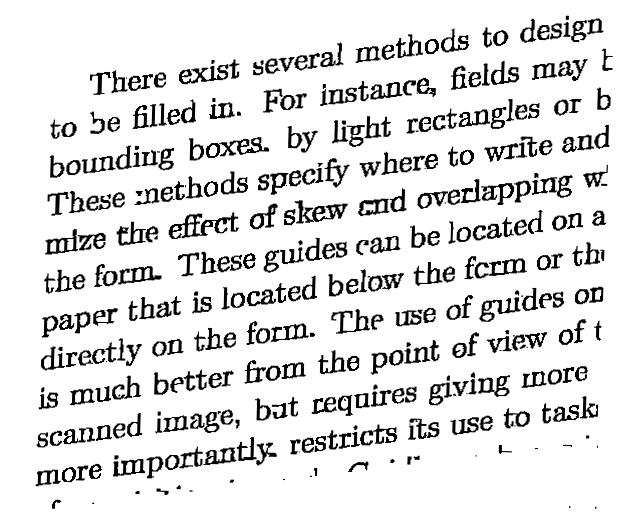 There exist several methods to design
to be filled in. For instance, fields may
bounding boxes. by light rectangles or
These methods specify where to write and
mize the effect of skew and overlapping
the form. These guides can be located on a
paper that is located below the form or
directly on the form. The use of guides on
is much better from the point of view of
scanned image, but requires giving more
more importantly. restricts its use to